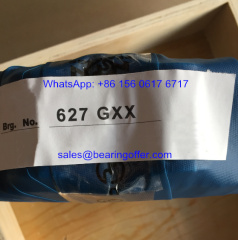 WhatsApp: +86 156 0617 6717
Brg. No. 627 GXX
sales@bearingoffer.com